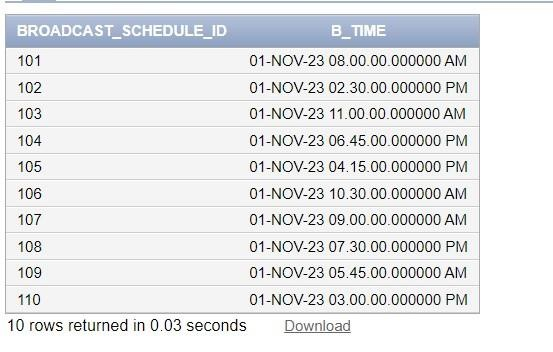 BROADCAST_SCHEDULE_ID B_TIME
101 01-NOV-23 08.00.00.000000 AM
102 01-NOV-23 02.30.00.000000 PM
103 01-NOV-23 11.00.00.000000 AM
104 01-NOV-23 06.45.00.000000 PM
105 01-NOV-23 04.15.00.000000 PM
106 01-NOV-23 10.30.00.000000 AM
107 01-NOV-23 09.00.00.000000 AM
108 01-NOV-23 07.30.00.000000 PM
109 01-NOV-23 05.45.00.000000 AM
110 01-NOV-23 03.00.00.000000 PM
10 rows returned in 0.03 seconds Download